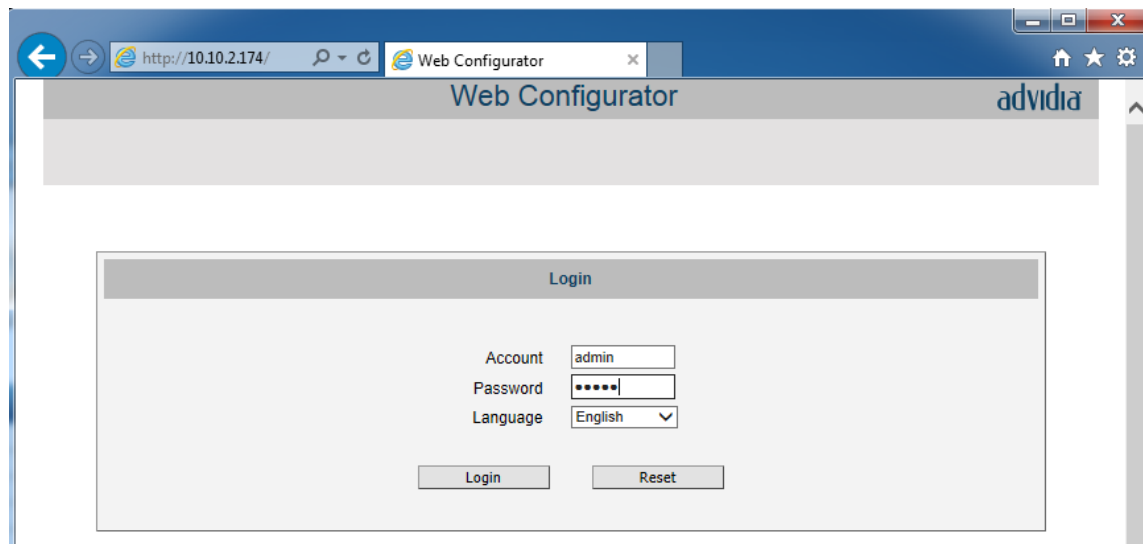 http://10.10.2.174/
Web Configurator
Web Configurator
advidia
Login
Account admin
Password •••••
Language English
Login Reset